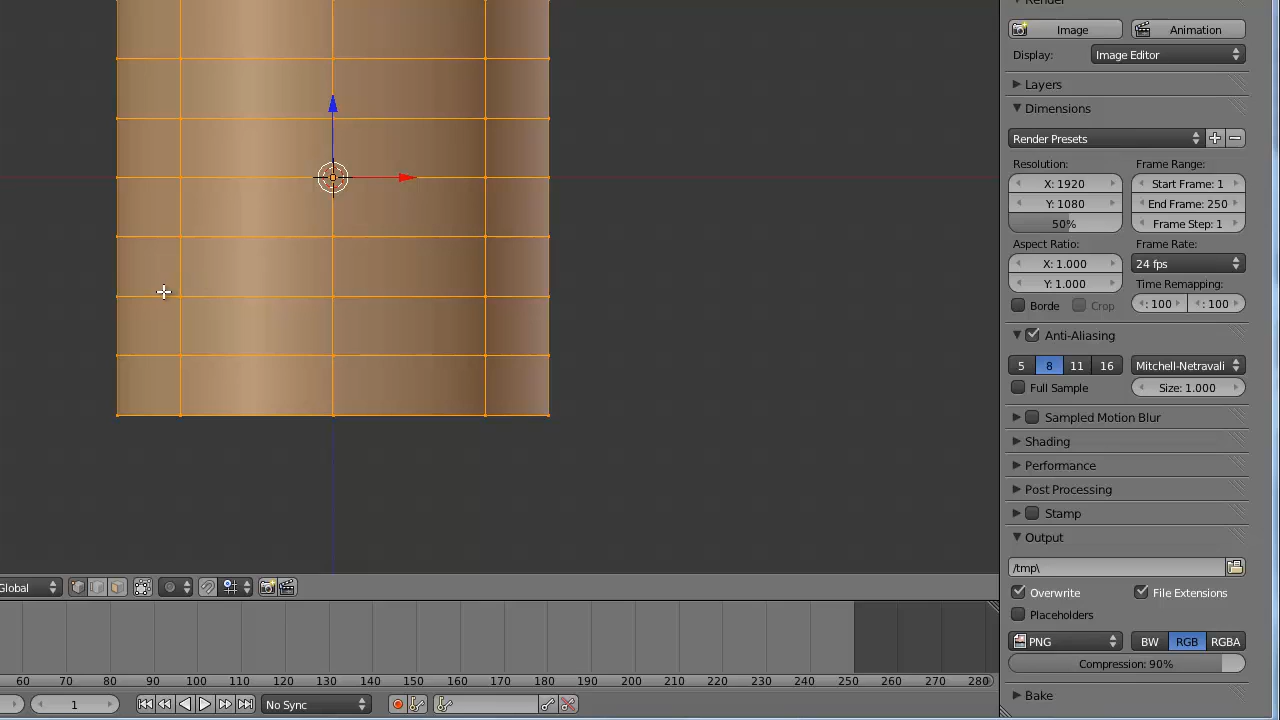 Render
Image
Animation
Display:
Image Editor
Layers
Dimensions
Render Presets
Resolution:
Frame Range:
X: 1920
Start Frame: 1
Y: 1080
End Frame: 250
50%
Frame Step: 1
Aspect Ratio:
Frame Rate:
X: 1.000
24 fps
Y: 1.000
Time Remapping:
Borde
Crop
: 100
: 100
Anti-Aliasing
5
8
11
16
Mitchell-Netravali
Full Sample
Size: 1.000
Sampled Motion Blur
Shading
Performance
Post Processing
Stamp
Output
/tmp\
Overwrite
File Extensions
Placeholders
PNG
BW
RGB
RGBA
Compression: 90%
Bake
Global
60 70 80 90 100 110 120 130 140 150 160 170 180 190 200 210 220 230 240 250 260 270 280
1
No Sync